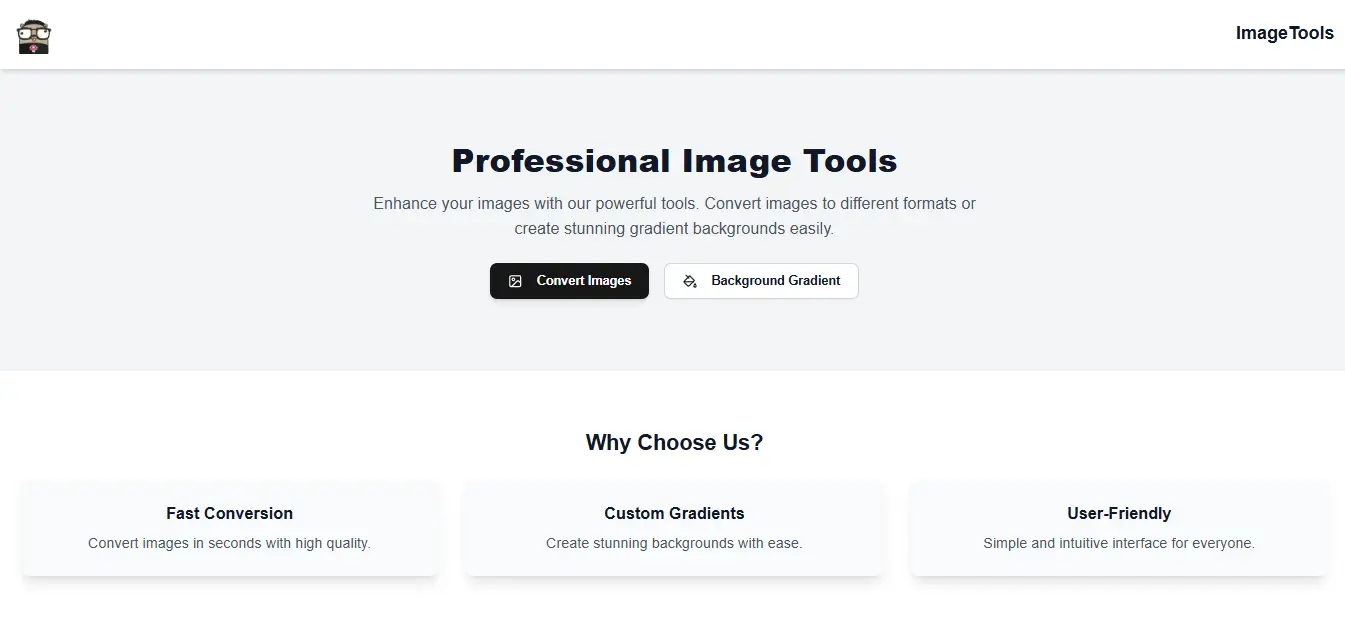 ImageTools
Professional Image Tools
Enhance your images with our powerful tools. Convert images to different formats or
create stunning gradient backgrounds easily.
Convert Images
Background Gradient
Why Choose Us?
Fast Conversion
Convert images in seconds with high quality.
Custom Gradients
Create stunning backgrounds with ease.
User-Friendly
Simple and intuitive interface for everyone.